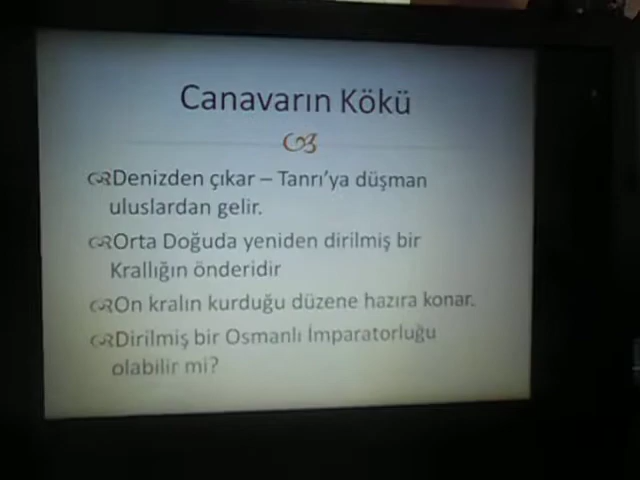 Canavarın Kökü
Denizden çıkar – Tanrı'ya düşman
uluslardan gelir.
Orta Doğuda yeniden dirilmiş bir
Krallığın önderidir
On kralın kurduğu düzene hazıra konar.
Dirilmiş bir Osmanlı İmparatorluğu
olabilir mi?